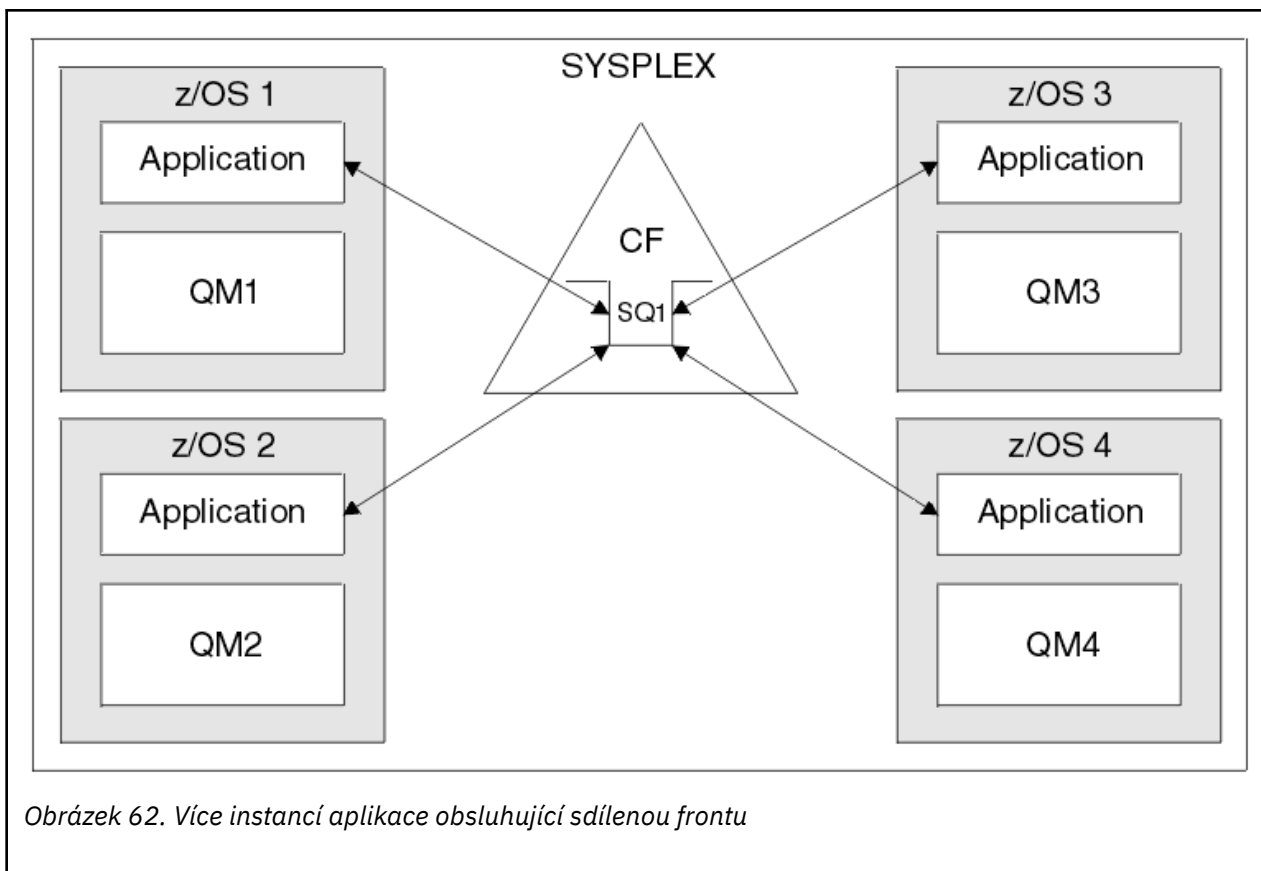 SYSPLEX
z/OS 1
Application
QM1
z/OS 2
Application
QM2
CF
SQ1
z/OS 3
Application
QM3
z/OS 4
Application
QM4
Obrázek 62. Více instancí aplikace obsluhující sdílenou frontu